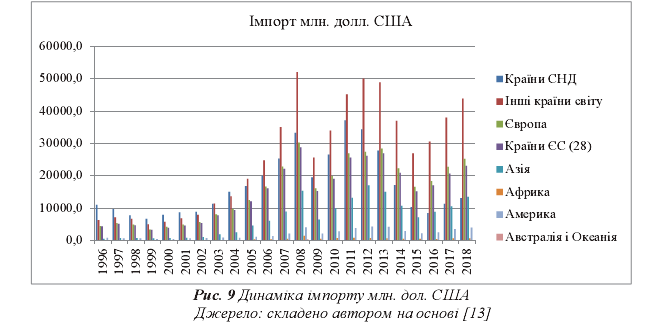 Імпорт млн. долл. США
60000,0
50000,0
40000,0
30000,0
20000,0
10000,0
0,0
1996 1997 1998 1999 2000 2001 2002 2003 2004 2005 2006 2007 2008 2009 2010 2011 2012 2013 2014 2015 2016 2017 2018
Країни СНД
Інші країни світу
Європа
Країни ЄС (28)
Азія
Африка
Америка
Австралія і Океанія
Рис. 9 Динаміка імпорту млн. дол. США
Джерело: складено автором на основі [13]